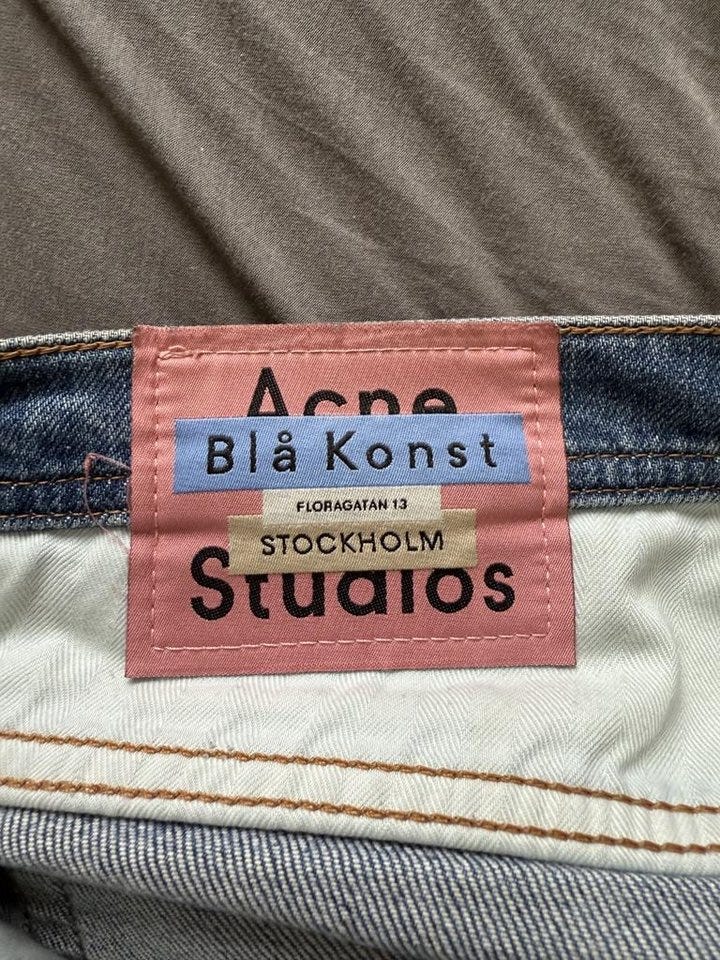 Acne
Blå Konst
FLORAGATAN 13
STOCKHOLM
Studios